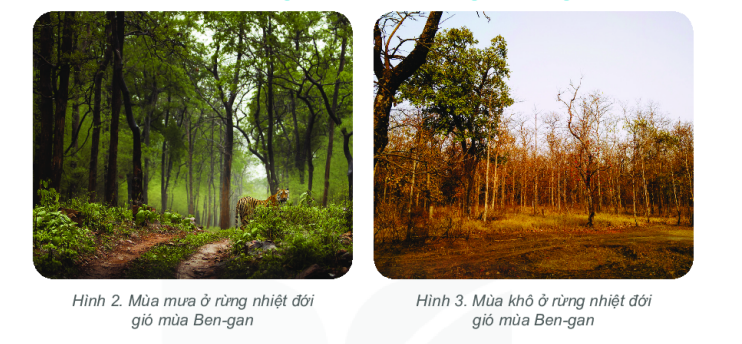 Hình 2. Mùa mưa ở rừng nhiệt đới
gió mùa Ben-gan
Hình 3. Mùa khô ở rừng nhiệt đới
gió mùa Ben-gan